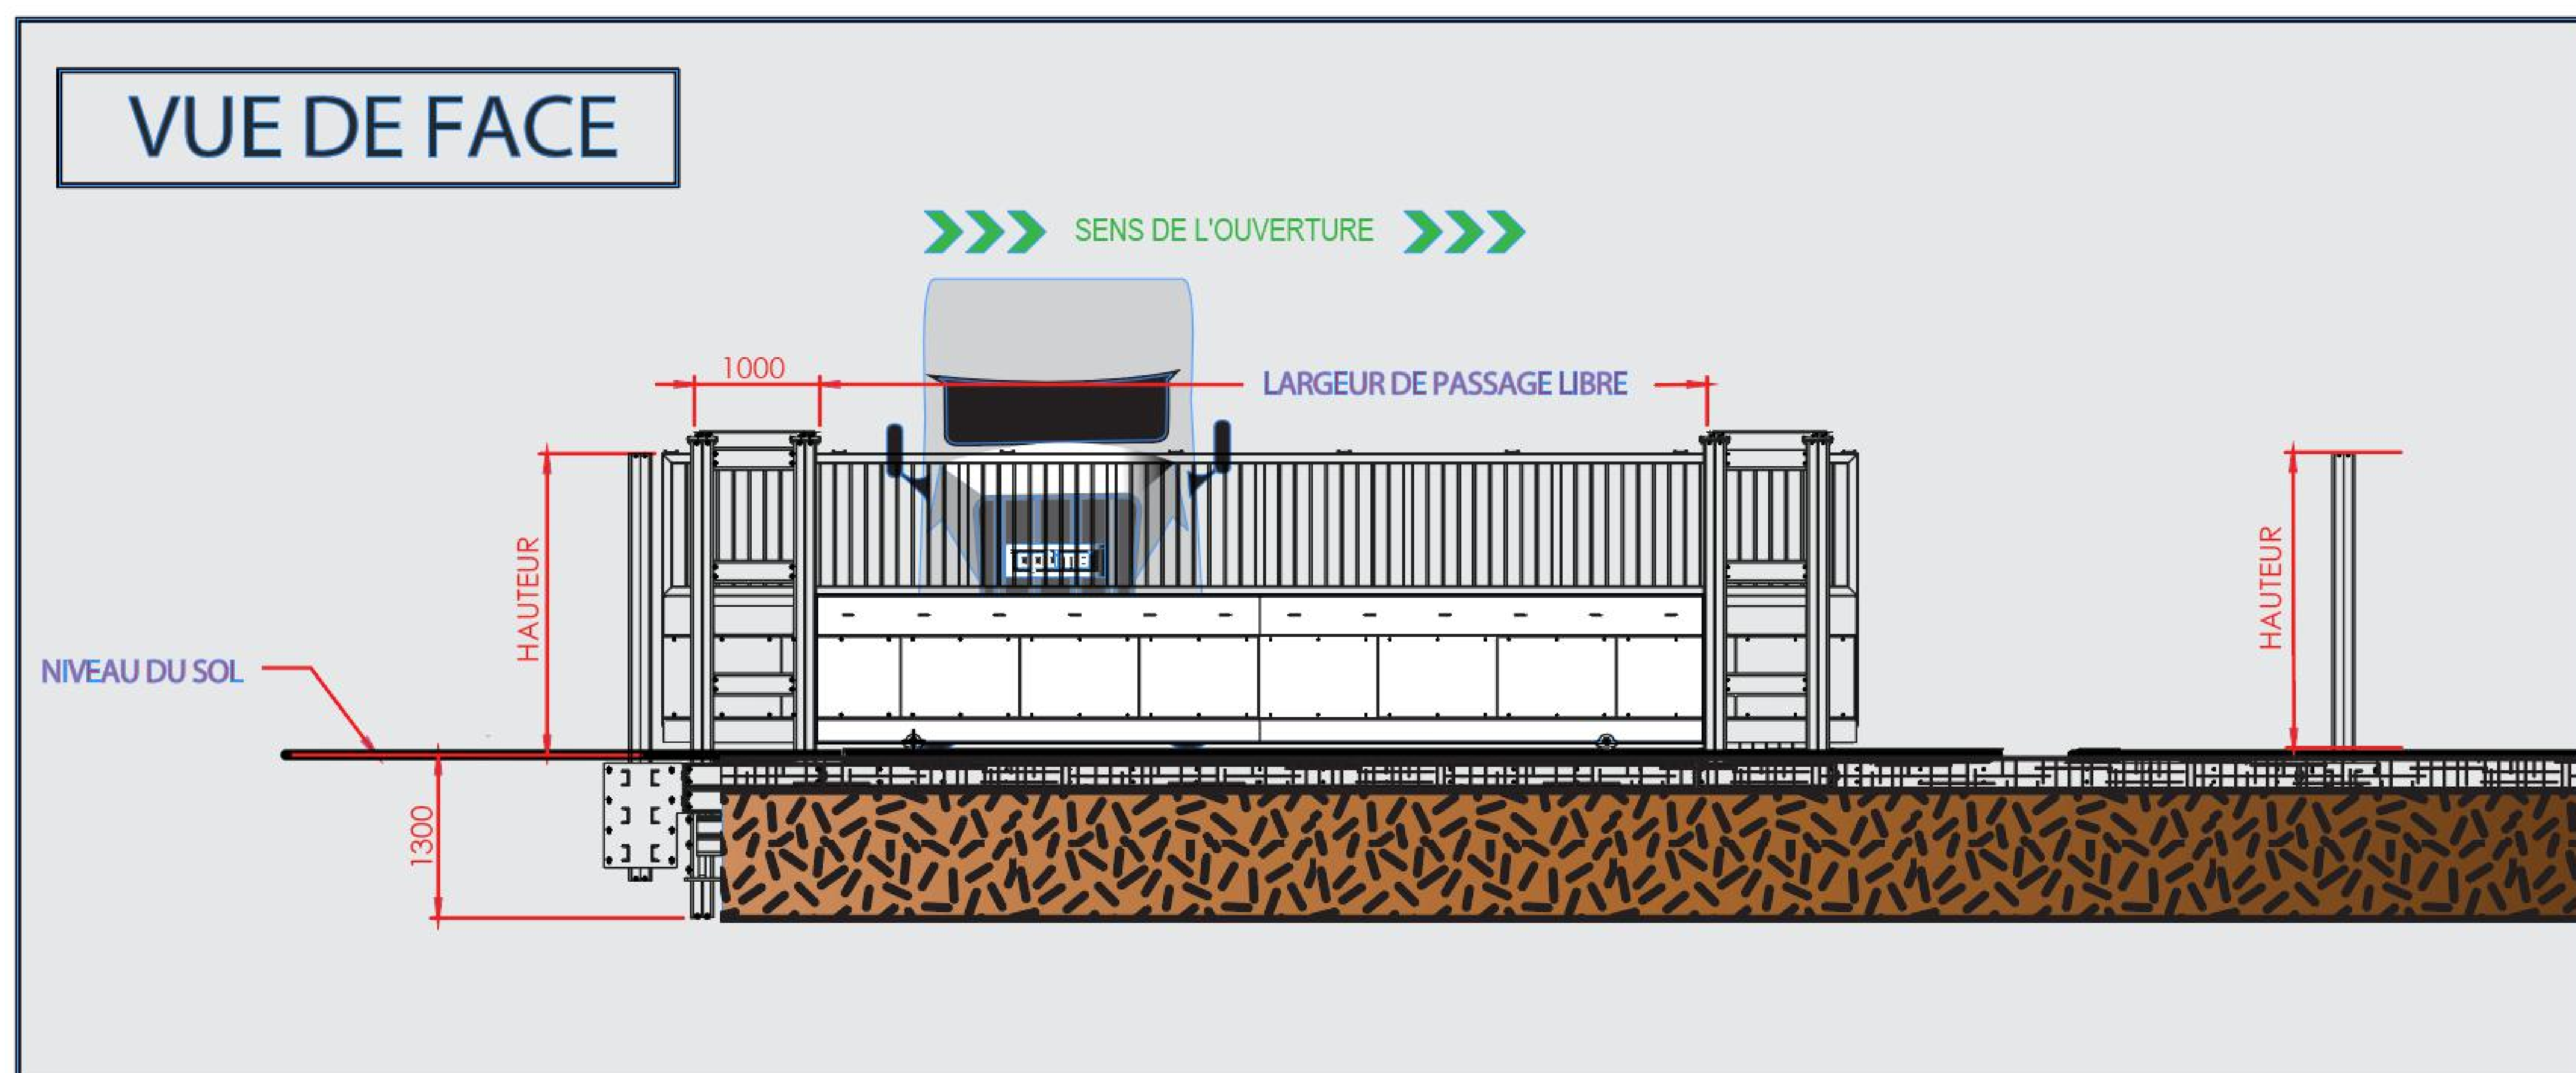 VUE DE FACE
SENS DE L'OUVERTURE
1000
LARGEUR DE PASSAGE LIBRE
HAUTEUR
HAUTEUR
NIVEAU DU SOL
1300